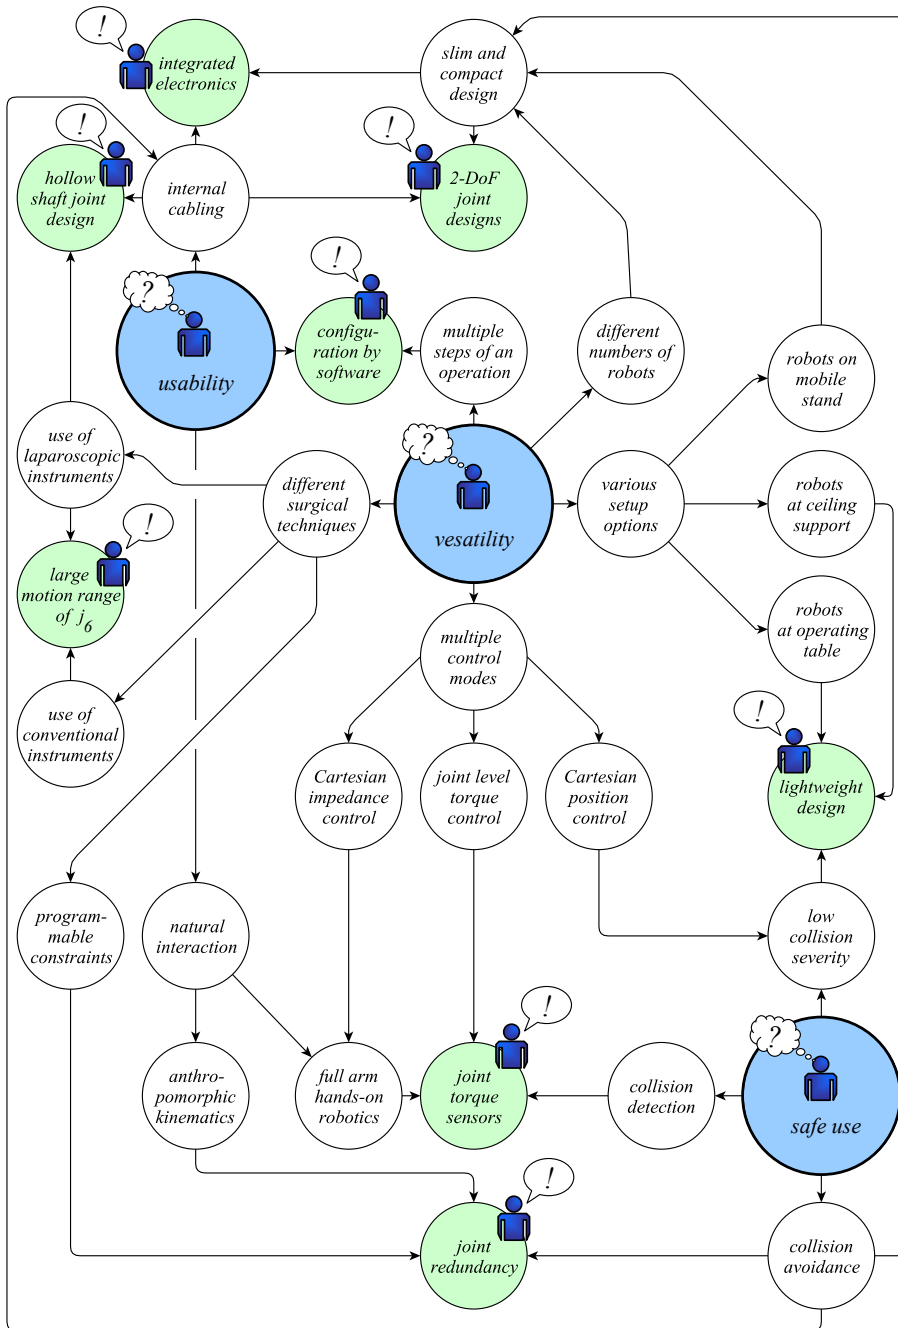 !
integrated
electronics
slim and
compact
design
!
hollow
shaft joint
design
internal
cabling
!
2-DoF
joint
designs
?
usability
!
configu-
ration by
software
multiple
steps of an
operation
different
numbers of
robots
robots on
mobile
stand
use of
laparoscopic
instruments
different
surgical
techniques
?
vesatility
various
setup
options
robots
at ceiling
support
!
large
motion range
of j6
robots
at operating
table
multiple
control
modes
use of
conventional
instruments
Cartesian
impedance
control
joint level
torque
control
Cartesian
position
control
!
lightweight
design
program-
mable
constraints
natural
interaction
low
collision
severity
anthro-
pomorphic
kinematics
full arm
hands-on
robotics
!
joint
torque
sensors
collision
detection
?
safe use
!
joint
redundancy
collision
avoidance